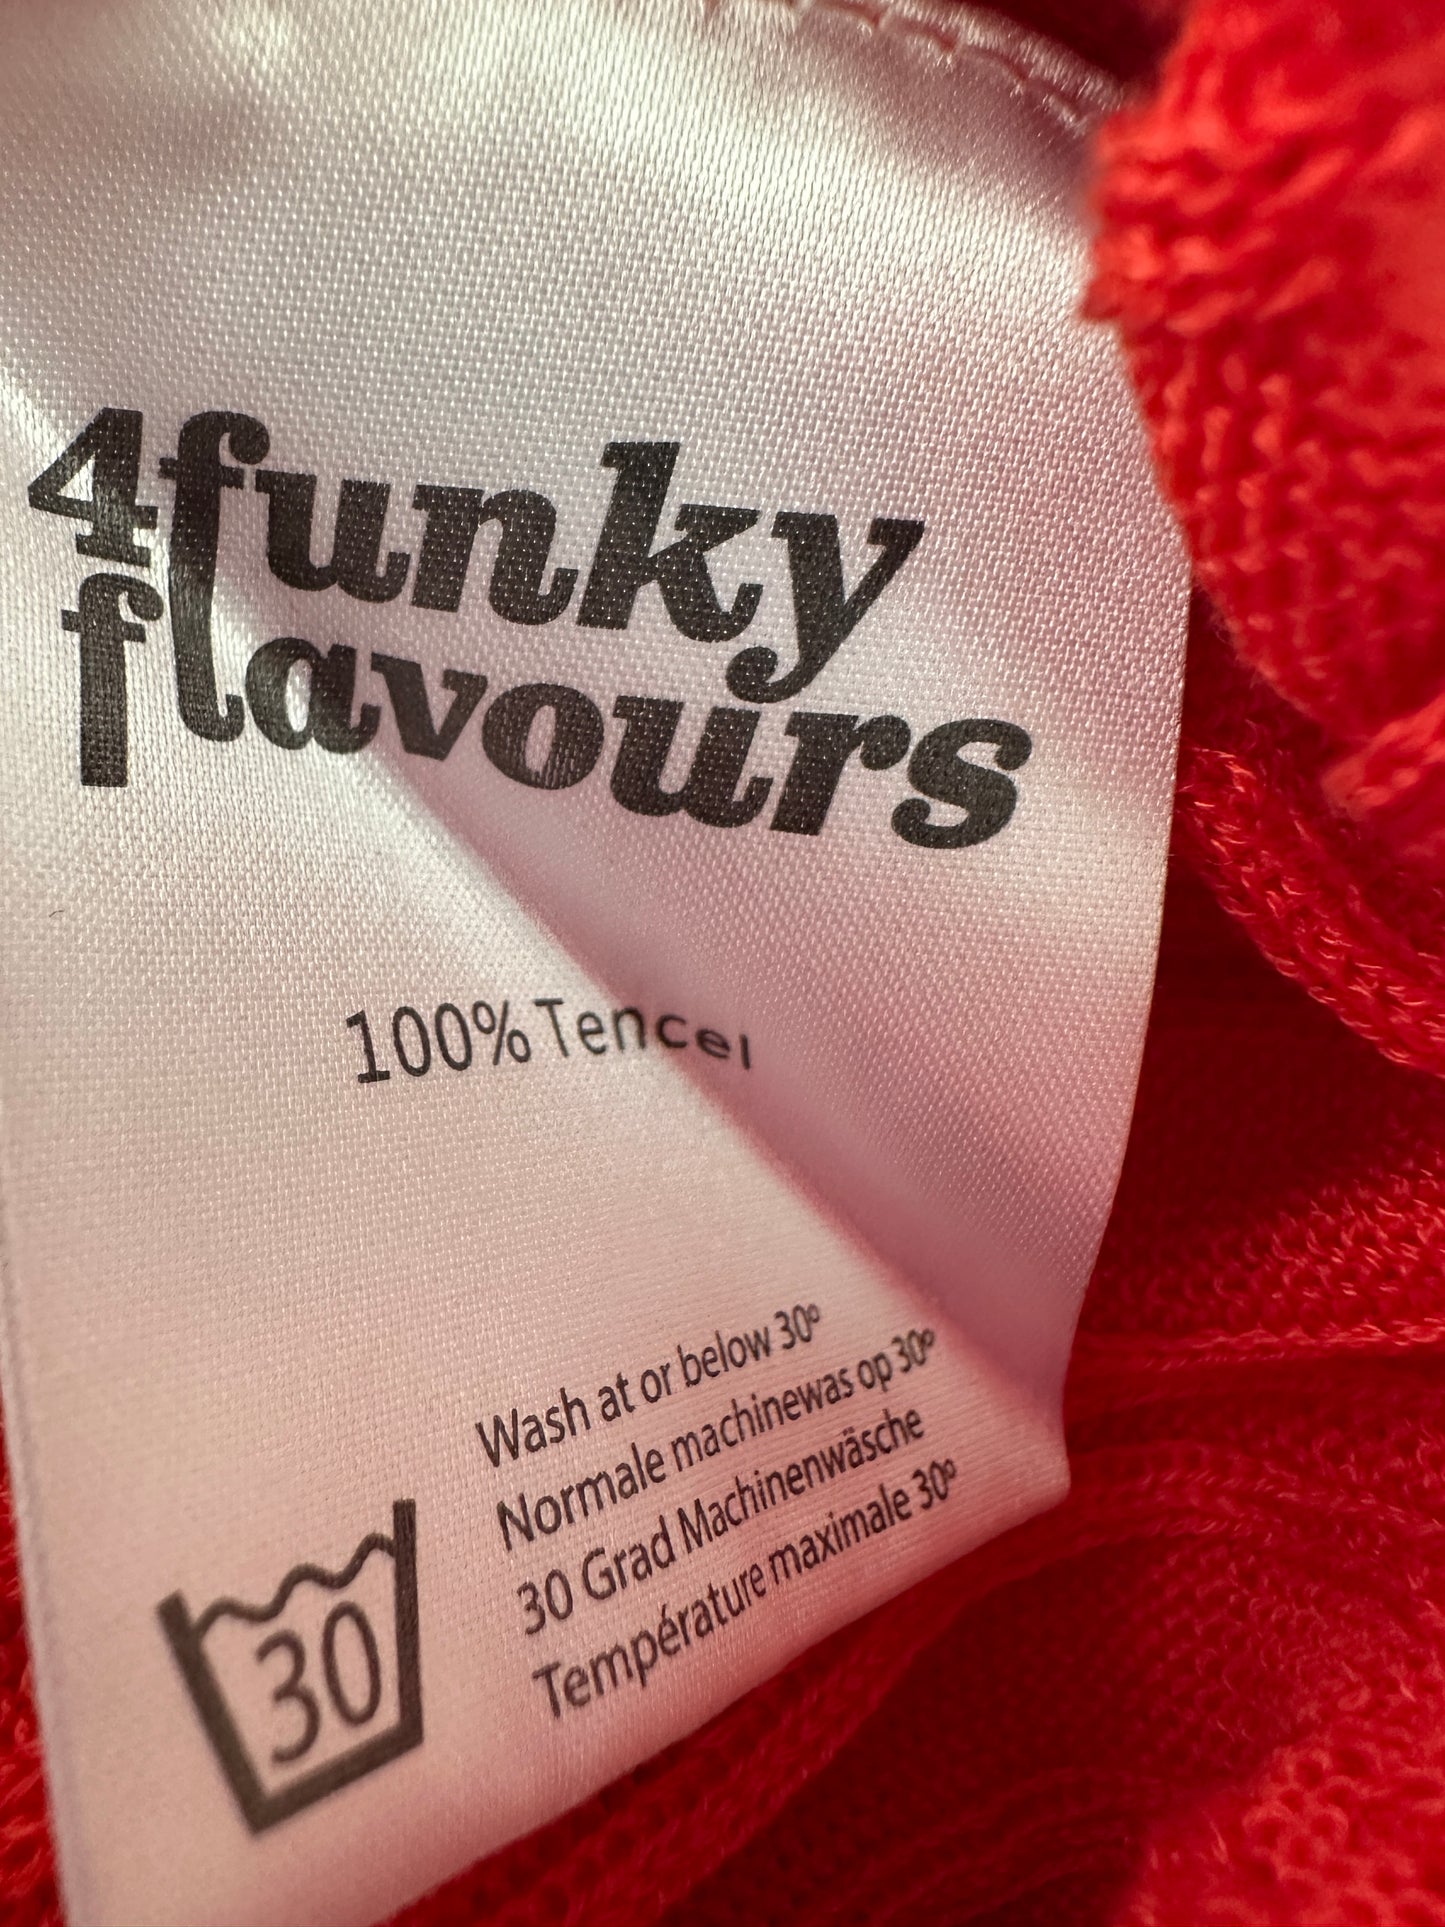 4funky
flavours
100% Tencel
Wash at or below 30º
Normale machinewas op 30º
30 Grad Machinenwäsche
Température maximale 30º
30